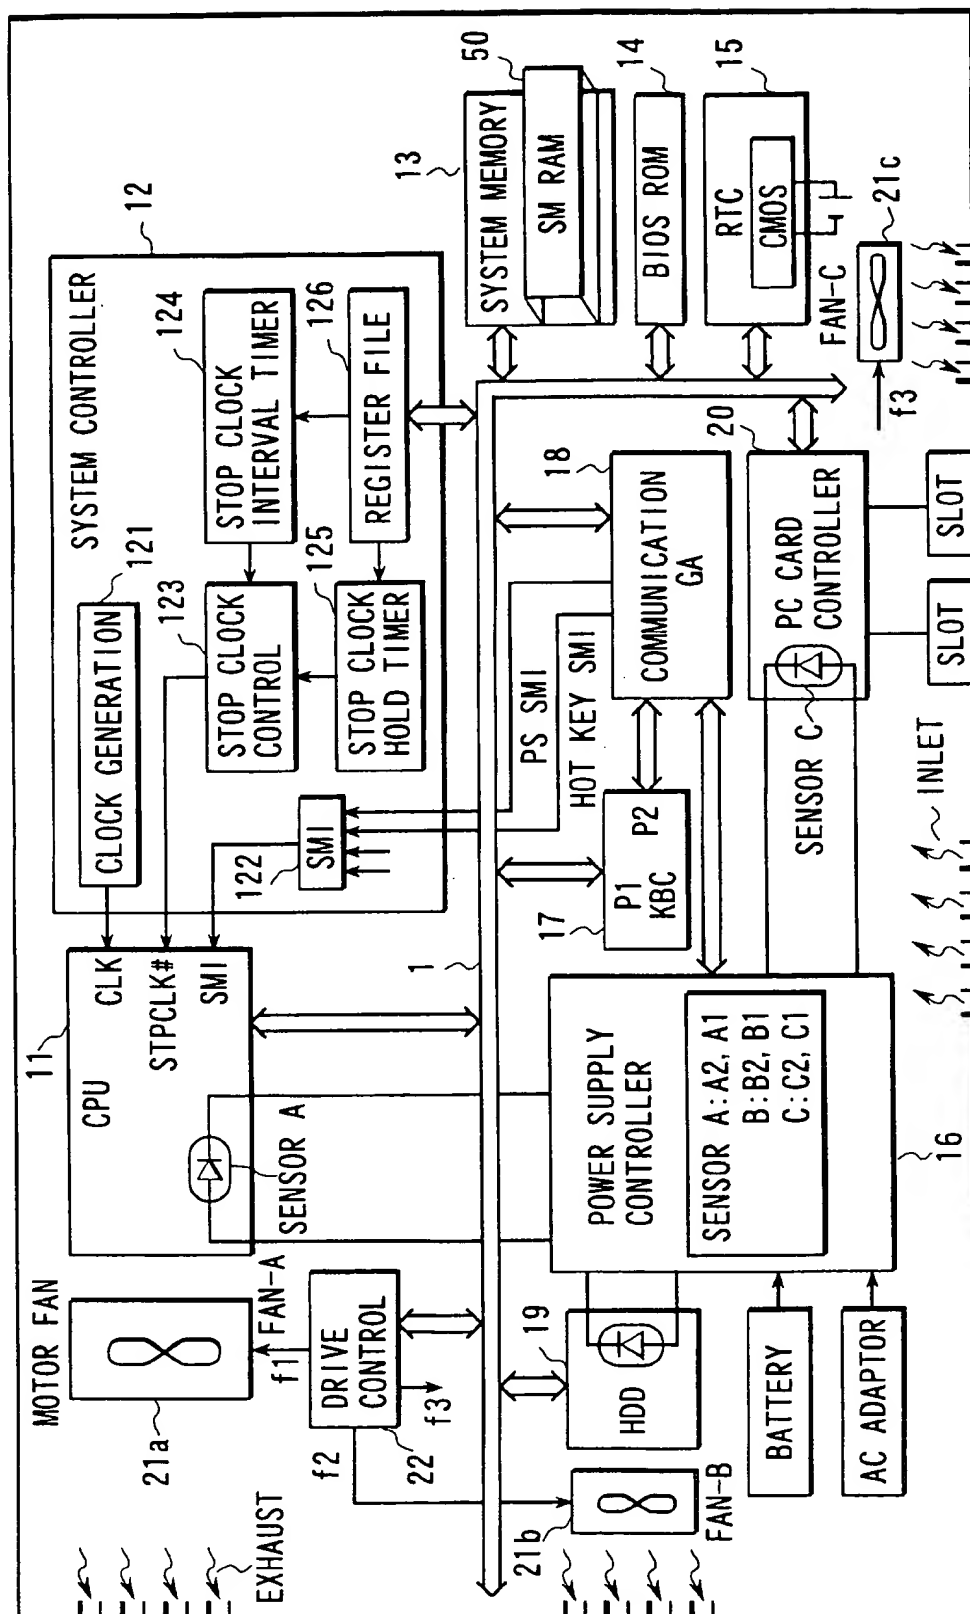 MOTOR FAN
21a
FAN-A
f1
EXHAUST
11
CPU
CLK
STPCLK#
SMI
SENSOR A
12
SYSTEM CONTROLLER
121
CLOCK GENERATION
122
SMI
123
STOP CLOCK
CONTROL
124
STOP CLOCK
INTERVAL TIMER
125
STOP CLOCK
HOLD TIMER
126
REGISTER FILE
DRIVE
CONTROL
22
f2
f3
1
13
SYSTEM MEMORY
50
SM RAM
14
BIOS ROM
15
RTC
CMOS
21b
FAN-B
19
HDD
BATTERY
AC ADAPTOR
POWER SUPPLY
CONTROLLER
SENSOR A:A2, A1
B:B2, B1
C:C2, C1
16
17
P1 P2
KBC
PS SMI
HOT KEY SMI
18
COMMUNICATION
GA
SENSOR C
20
PC CARD
CONTROLLER
SLOT
SLOT
INLET
f3
FAN-C
21c